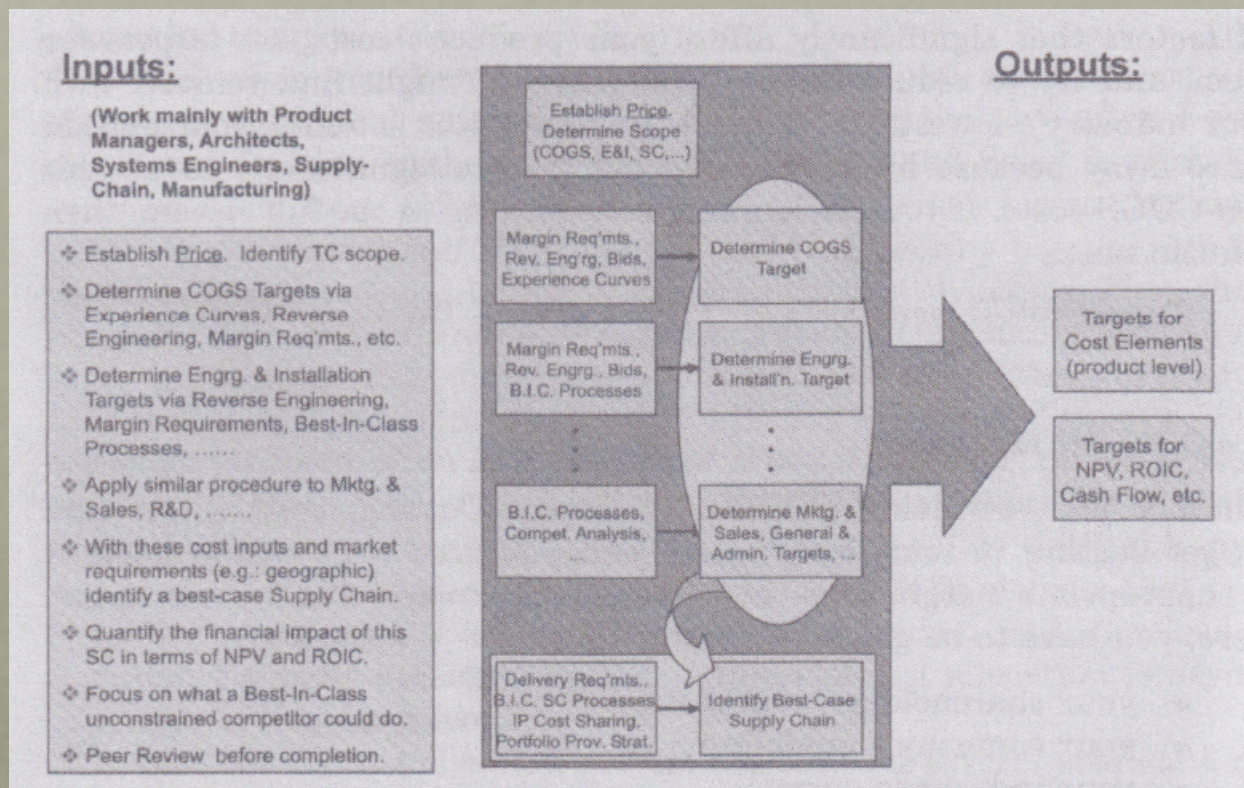 Inputs:
(Work mainly with Product
Managers, Architects,
Systems Engineers, Supply-
Chain, Manufacturing)
❖ Establish Price. Identify TC scope.
❖ Determine COGS Targets via
Experience Curves, Reverse
Engineering, Margin Req'mts., etc.
❖ Determine Engrg. & Installation
Targets via Reverse Engineering,
Margin Requirements, Best-In-Class
Processes, .......
❖ Apply similar procedure to Mktg. &
Sales, R&D, .......
❖ With these cost inputs and market
requirements (e.g.: geographic)
identify a best-case Supply Chain.
❖ Quantify the financial impact of this
SC in terms of NPV and ROIC.
❖ Focus on what a Best-In-Class
unconstrained competitor could do.
❖ Peer Review before completion.
Establish Price.
Determine Scope
(COGS, E&I, SC,...)
Margin Req'mts.,
Rev. Eng'rg, Bids,
Experience Curves
Determine COGS
Target
Margin Req'mts.,
Rev. Engrg., Bids,
B.I.C. Processes
Determine Engrg.
& Install'n. Target
B.I.C. Processes,
Compet. Analysis,
Determine Mktg. &
Sales, General &
Admin. Targets, ...
Delivery Req'mts.,
B.I.C. SC Processes
IP Cost Sharing,
Portfolio Prov. Strat.
Identify Best-Case
Supply Chain
Outputs:
Targets for
Cost Elements
(product level)
Targets for
NPV, ROIC,
Cash Flow, etc.